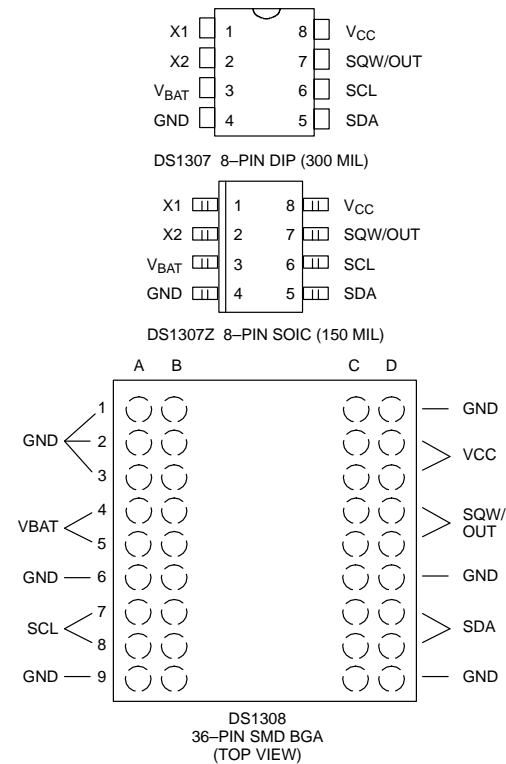 X1 1 8 VCC
X2 2 7 SQW/OUT
VBAT 3 6 SCL
GND 4 5 SDA
DS1307 8–PIN DIP (300 MIL)
X1 1 8 VCC
X2 2 7 SQW/OUT
VBAT 3 6 SCL
GND 4 5 SDA
DS1307Z 8–PIN SOIC (150 MIL)
A B C D
1 GND
GND 2
VCC
3
4
VBAT SQW/
OUT
5
GND 6 GND
7
SCL SDA
8
GND 9 GND
DS1308
36–PIN SMD BGA
(TOP VIEW)